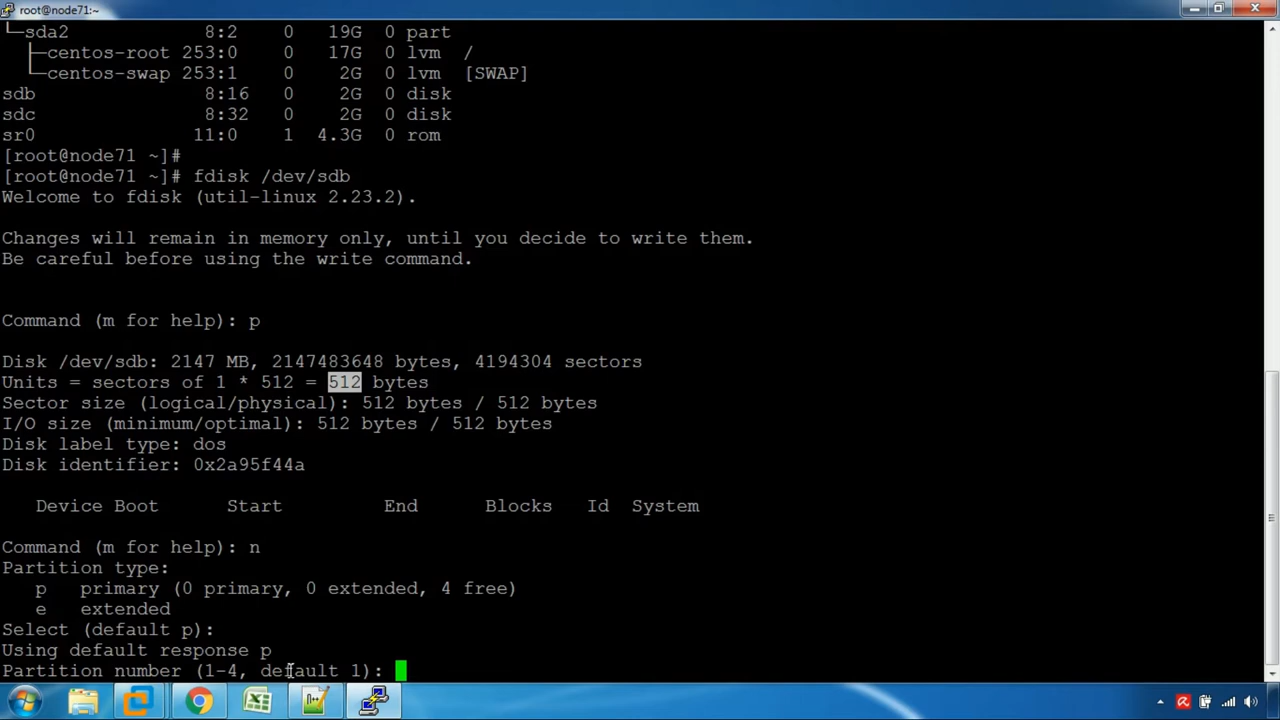 root@node71:~
└─sda2 8:2 0 19G 0 part
├─centos-root 253:0 0 17G 0 lvm /
└─centos-swap 253:1 0 2G 0 lvm [SWAP]
sdb 8:16 0 2G 0 disk
sdc 8:32 0 2G 0 disk
sr0 11:0 1 4.3G 0 rom
[root@node71 ~]#
[root@node71 ~]# fdisk /dev/sdb
Welcome to fdisk (util-linux 2.23.2).
Changes will remain in memory only, until you decide to write them.
Be careful before using the write command.
Command (m for help): p
Disk /dev/sdb: 2147 MB, 2147483648 bytes, 4194304 sectors
Units = sectors of 1 * 512 = 512 bytes
Sector size (logical/physical): 512 bytes / 512 bytes
I/O size (minimum/optimal): 512 bytes / 512 bytes
Disk label type: dos
Disk identifier: 0x2a95f44a
Device Boot Start End Blocks Id System
Command (m for help): n
Partition type:
p primary (0 primary, 0 extended, 4 free)
e extended
Select (default p):
Using default response p
Partition number (1-4, default 1):